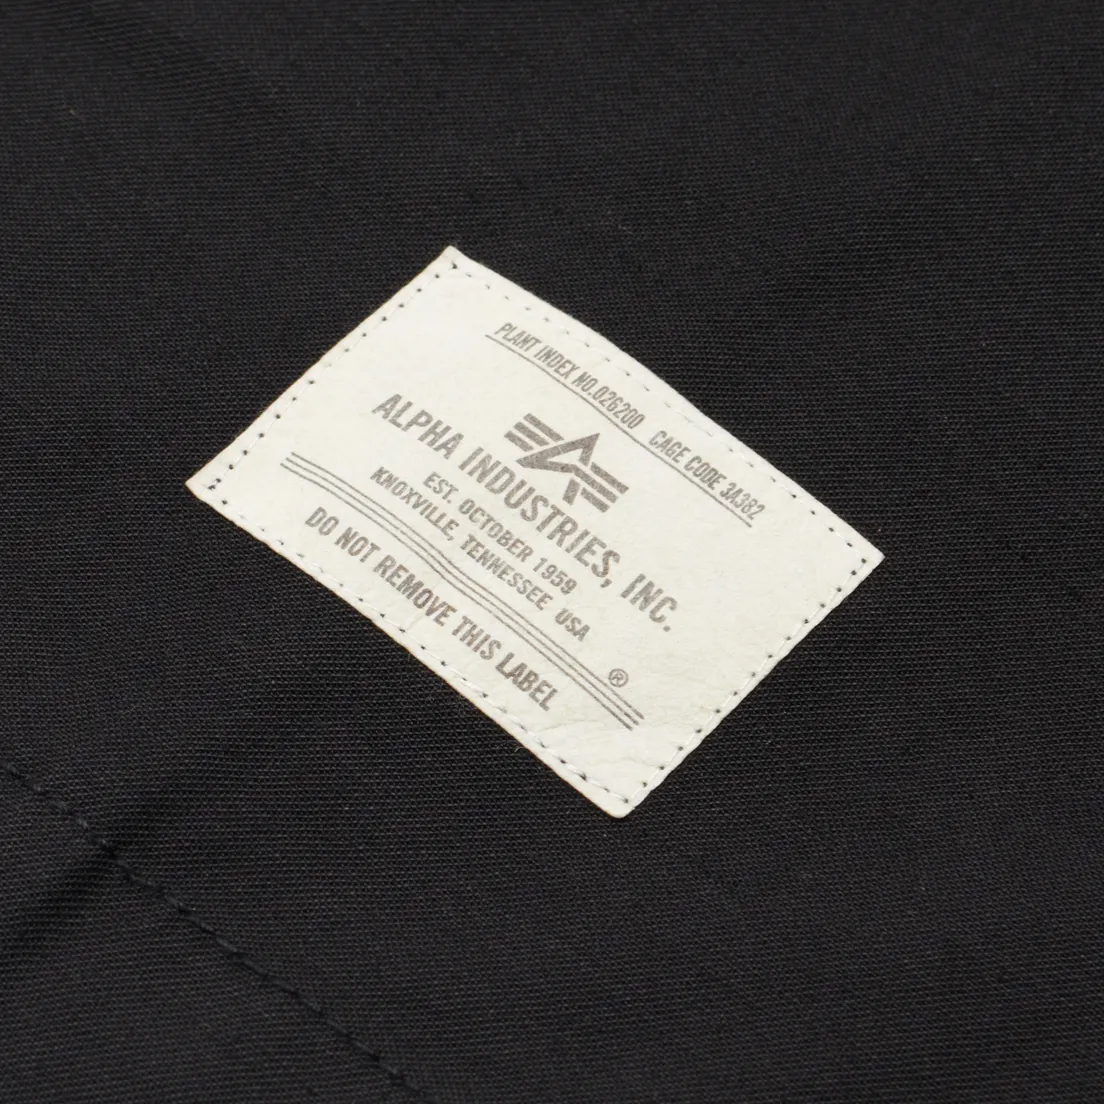 PLANT INDEX NO.026200 CAGE CODE 3A382
ALPHA INDUSTRIES, INC.
EST. OCTOBER 1959
KNOXVILLE, TENNESSEE USA
®
DO NOT REMOVE THIS LABEL